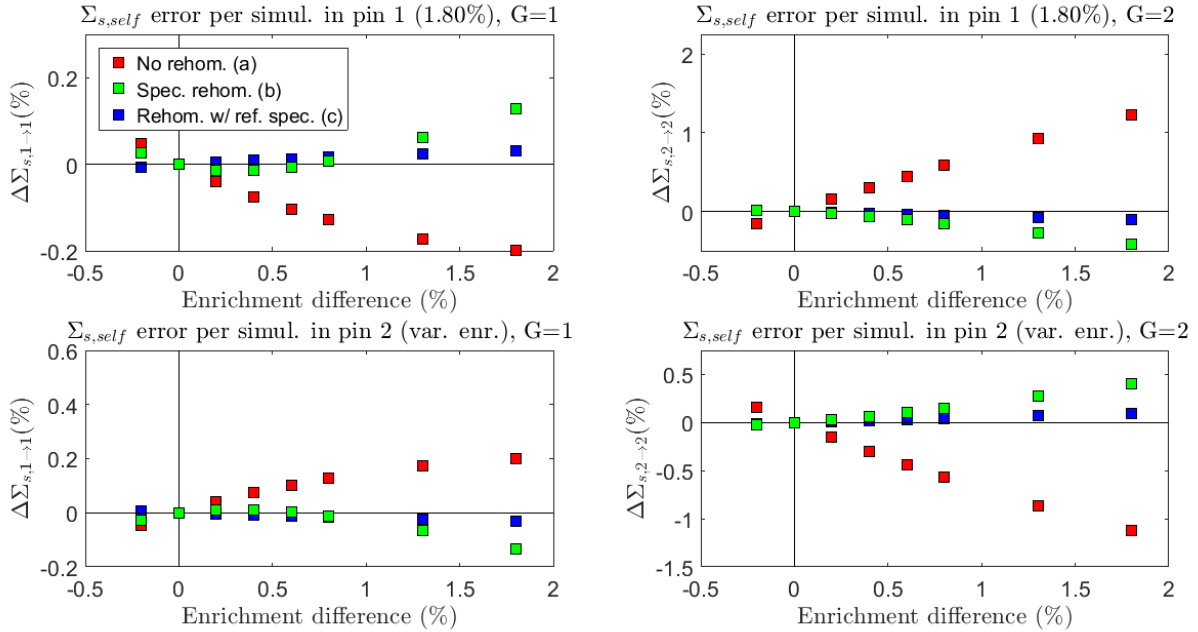 Σs,self error per simul. in pin 1 (1.80%), G=1
ΔΣs,1→1(%)
0.2
0
-0.2
No rehom. (a)
Spec. rehom. (b)
Rehom. w/ ref. spec. (c)
-0.5 0 0.5 1 1.5 2
Enrichment difference (%)
Σs,self error per simul. in pin 1 (1.80%), G=2
ΔΣs,2→2(%)
2
1
0
-0.5 0 0.5 1 1.5 2
Enrichment difference (%)
Σs,self error per simul. in pin 2 (var. enr.), G=1
ΔΣs,1→1(%)
0.6
0.4
0.2
0
-0.2
-0.5 0 0.5 1 1.5 2
Enrichment difference (%)
Σs,self error per simul. in pin 2 (var. enr.), G=2
ΔΣs,2→2(%)
0.5
0
-0.5
-1
-1.5
-0.5 0 0.5 1 1.5 2
Enrichment difference (%)